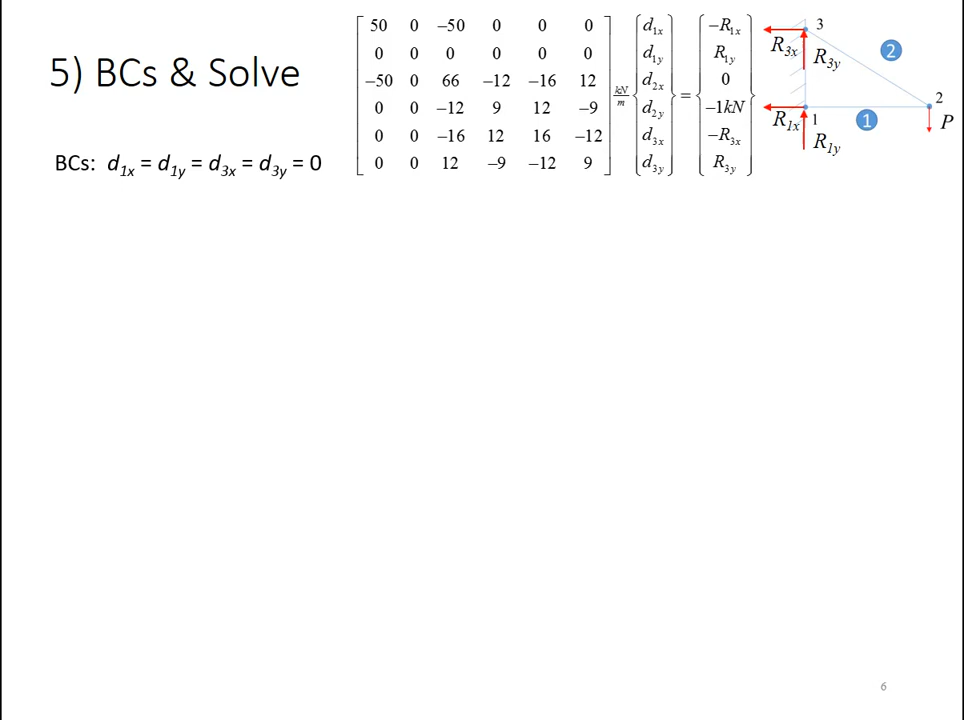 5) BCs & Solve
BCs: d1x = d1y = d3x = d3y = 0
50 0 −50 0 0 0
0 0 0 0 0 0
−50 0 66 −12 −16 12
0 0 −12 9 12 −9
0 0 −16 12 16 −12
0 0 12 −9 −12 9
kN
m
d1x
d1y
d2x
d2y
d3x
d3y
=
−R1x
R1y
0
−1kN
−R3x
R3y
3
R3x
R3y
2
2
P
R1x
1
1
R1y
6